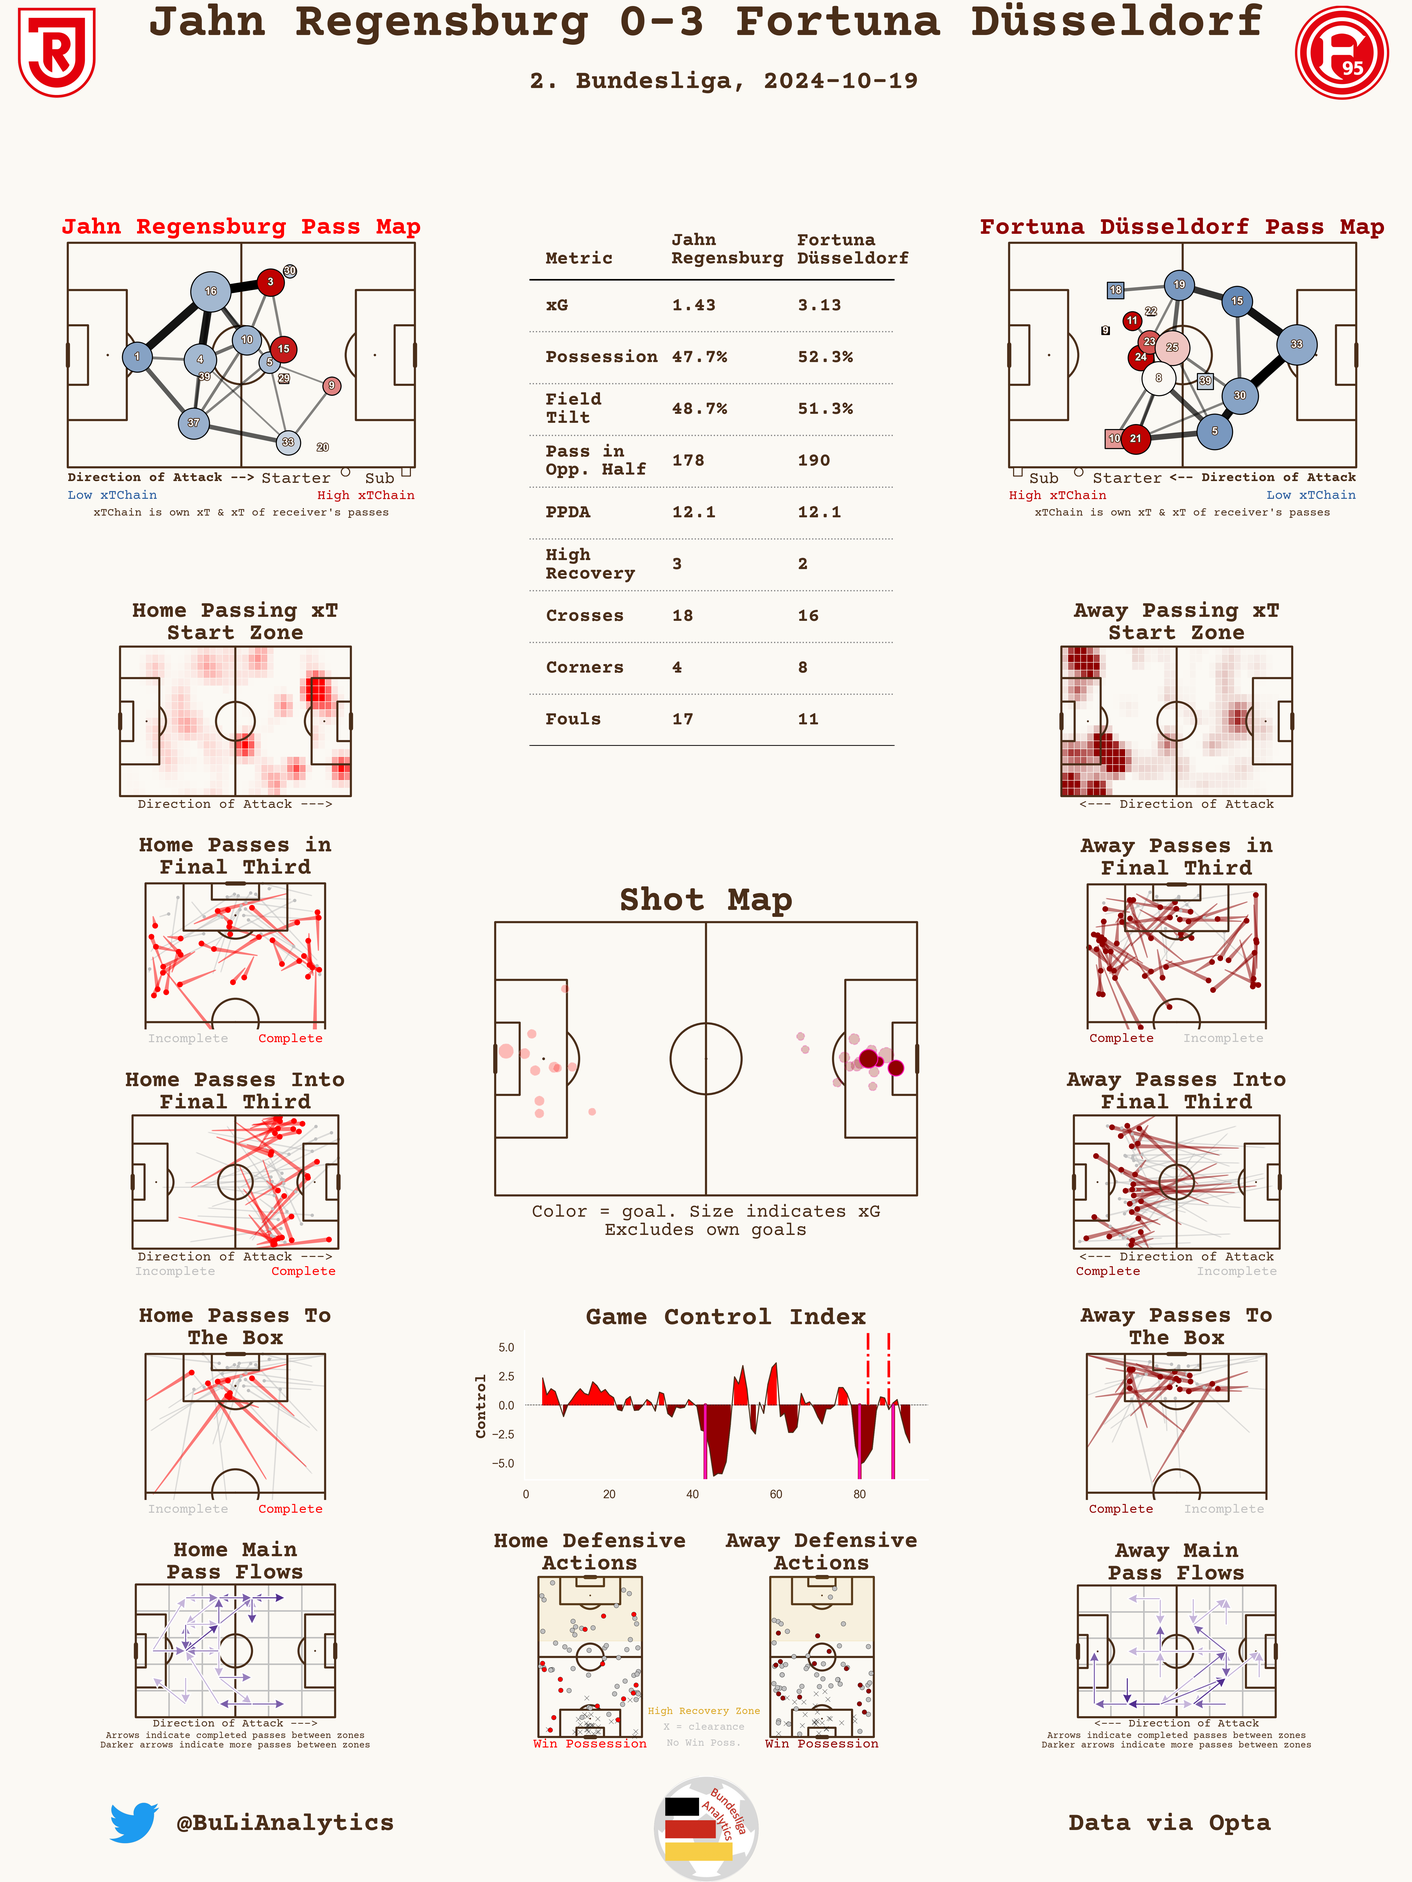 Jahn Regensburg 0-3 Fortuna Düsseldorf
2. Bundesliga, 2024-10-19
R
F 95
Jahn Regensburg Pass Map
16
3
30
10
15
1
4
5
39
29
9
37
33
20
Direction of Attack --> Starter Sub
Low xTChain High xTChain
xTChain is own xT & xT of receiver's passes
Metric Jahn Regensburg Fortuna Düsseldorf
xG 1.43 3.13
Possession 47.7% 52.3%
Field Tilt 48.7% 51.3%
Pass in Opp. Half 178 190
PPDA 12.1 12.1
High Recovery 3 2
Crosses 18 16
Corners 4 8
Fouls 17 11
Fortuna Düsseldorf Pass Map
18
19
15
11
22
9
23
25
33
24
8
39
30
10
21
5
Sub Starter <-- Direction of Attack
High xTChain Low xTChain
xTChain is own xT & xT of receiver's passes
Home Passing xT
Start Zone
Direction of Attack --->
Away Passing xT
Start Zone
<--- Direction of Attack
Home Passes in
Final Third
Incomplete Complete
Away Passes in
Final Third
Complete Incomplete
Shot Map
Color = goal. Size indicates xG
Excludes own goals
Home Passes Into
Final Third
Direction of Attack --->
Incomplete Complete
Away Passes Into
Final Third
<--- Direction of Attack
Complete Incomplete
Home Passes To
The Box
Incomplete Complete
Game Control Index
Control
5.0
2.5
0.0
−2.5
−5.0
0 20 40 60 80
Away Passes To
The Box
Complete Incomplete
Home Main
Pass Flows
Direction of Attack --->
Arrows indicate completed passes between zones
Darker arrows indicate more passes between zones
Home Defensive
Actions
Win Possession
High Recovery Zone
X = clearance
No Win Poss.
Away Defensive
Actions
Win Possession
Away Main
Pass Flows
<--- Direction of Attack
Arrows indicate completed passes between zones
Darker arrows indicate more passes between zones
@BuLiAnalytics
Bundesliga
Analytics
Data via Opta